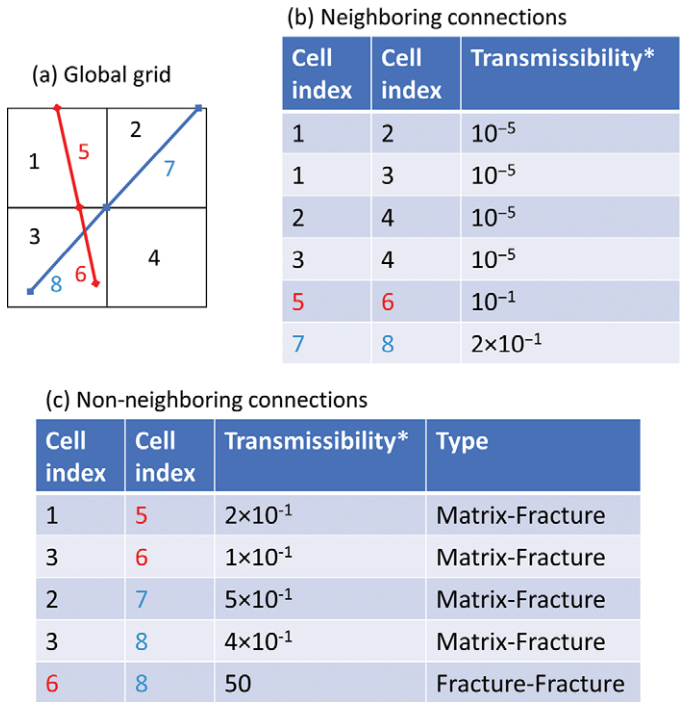 (a) Global grid
1
5
2
7
3
8
6
4
(b) Neighboring connections
Cell index Cell index Transmissibility*
1 2 10⁻⁵
1 3 10⁻⁵
2 4 10⁻⁵
3 4 10⁻⁵
5 6 10⁻¹
7 8 2×10⁻¹
(c) Non-neighboring connections
Cell index Cell index Transmissibility* Type
1 5 2×10⁻¹ Matrix-Fracture
3 6 1×10⁻¹ Matrix-Fracture
2 7 5×10⁻¹ Matrix-Fracture
3 8 4×10⁻¹ Matrix-Fracture
6 8 50 Fracture-Fracture